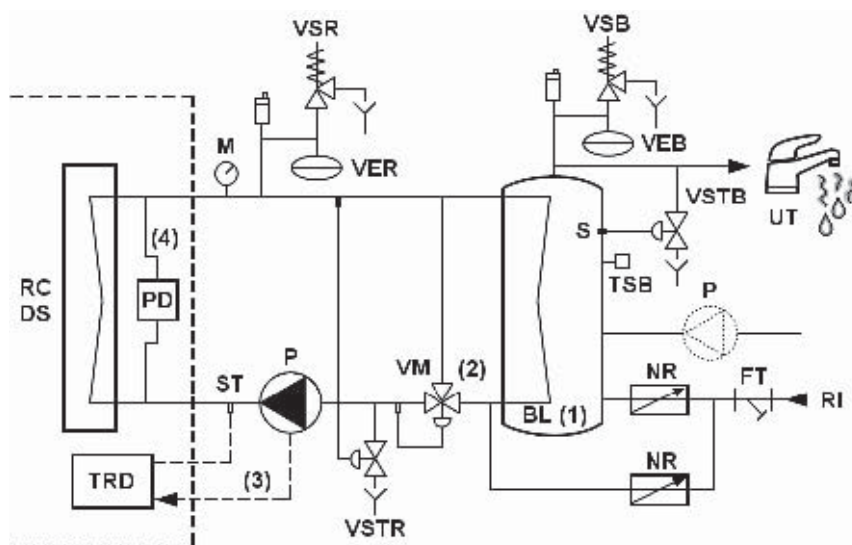 VSR
VSB
M
VER
VEB
VSTB
UT
(4)
S
TSB
RC
DS
PD
P
P
ST
VM
(2)
NR
FT
RI
BL (1)
TRD
(3)
NR
VSTR